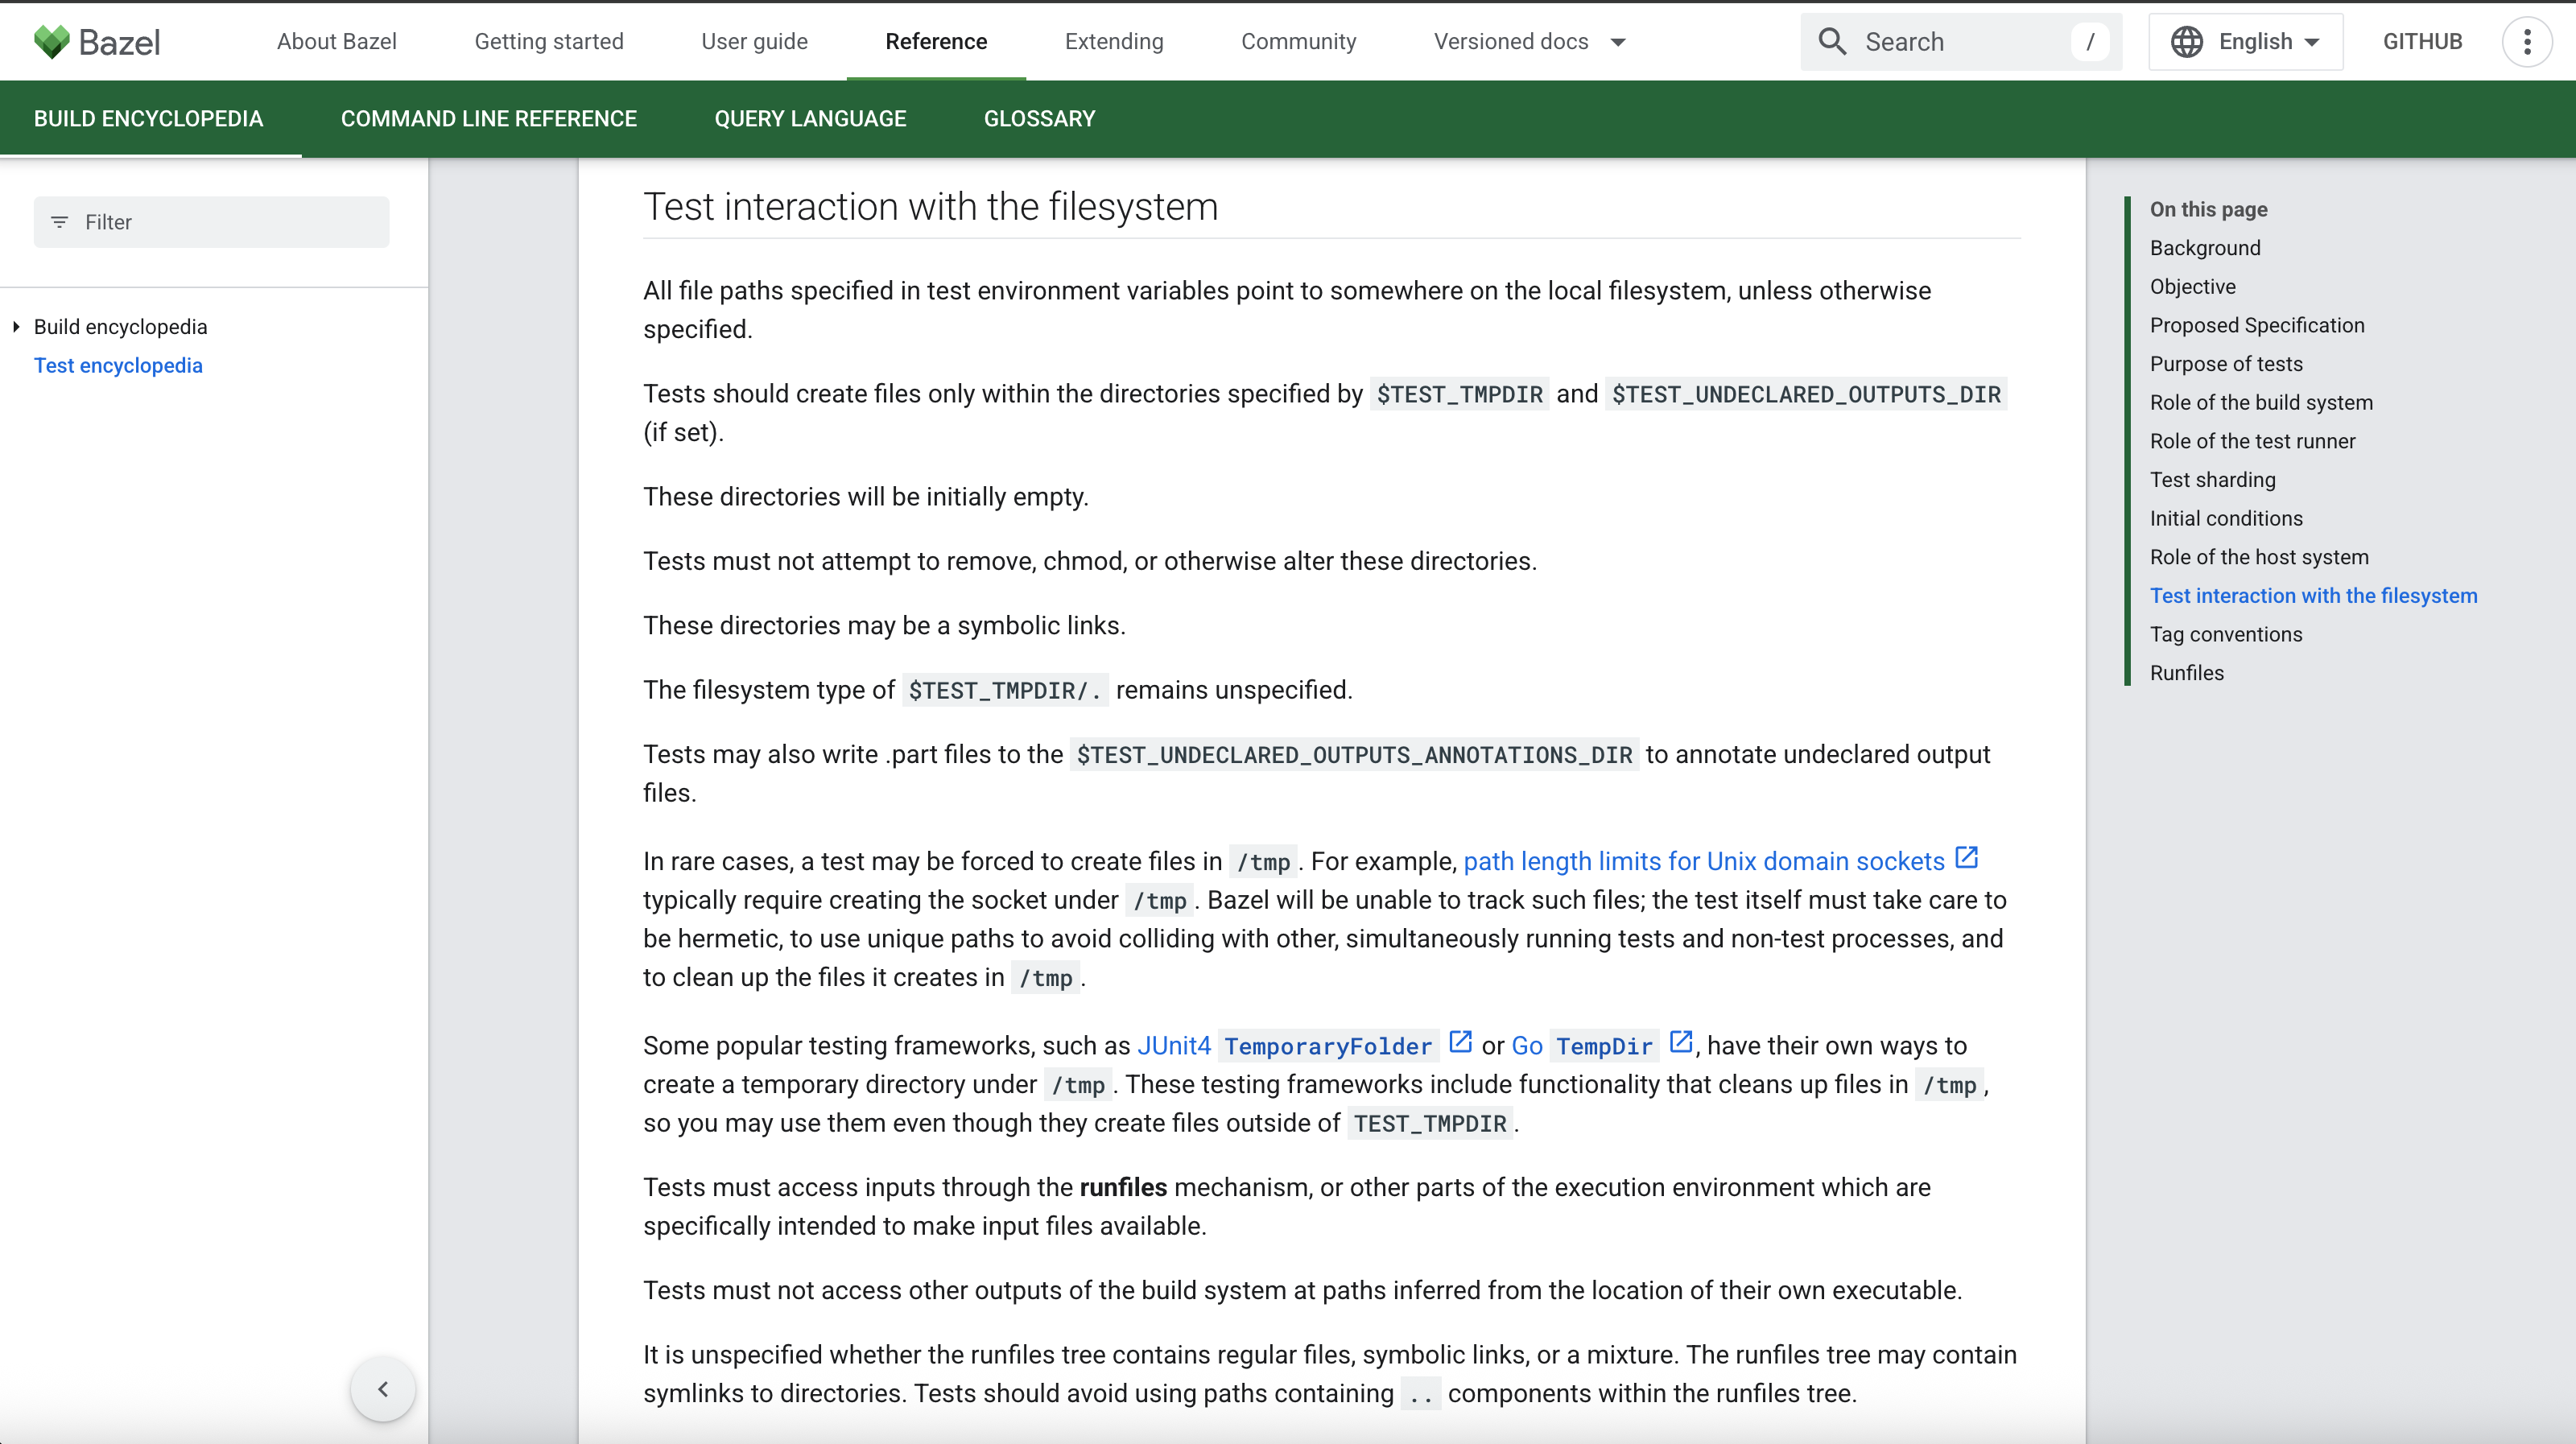 Bazel
About Bazel
Getting started
User guide
Reference
Extending
Community
Versioned docs
Search
/
English
GITHUB
BUILD ENCYCLOPEDIA
COMMAND LINE REFERENCE
QUERY LANGUAGE
GLOSSARY
Filter
Build encyclopedia
Test encyclopedia
Test interaction with the filesystem
All file paths specified in test environment variables point to somewhere on the local filesystem, unless otherwise
specified.
Tests should create files only within the directories specified by $TEST_TMPDIR and $TEST_UNDECLARED_OUTPUTS_DIR
(if set).
These directories will be initially empty.
Tests must not attempt to remove, chmod, or otherwise alter these directories.
These directories may be a symbolic links.
The filesystem type of $TEST_TMPDIR/. remains unspecified.
Tests may also write .part files to the $TEST_UNDECLARED_OUTPUTS_ANNOTATIONS_DIR to annotate undeclared output
files.
In rare cases, a test may be forced to create files in /tmp. For example, path length limits for Unix domain sockets
typically require creating the socket under /tmp. Bazel will be unable to track such files; the test itself must take care to
be hermetic, to use unique paths to avoid colliding with other, simultaneously running tests and non-test processes, and
to clean up the files it creates in /tmp.
Some popular testing frameworks, such as JUnit4 TemporaryFolder or Go TempDir, have their own ways to
create a temporary directory under /tmp. These testing frameworks include functionality that cleans up files in /tmp,
so you may use them even though they create files outside of TEST_TMPDIR.
Tests must access inputs through the runfiles mechanism, or other parts of the execution environment which are
specifically intended to make input files available.
Tests must not access other outputs of the build system at paths inferred from the location of their own executable.
It is unspecified whether the runfiles tree contains regular files, symbolic links, or a mixture. The runfiles tree may contain
symlinks to directories. Tests should avoid using paths containing .. components within the runfiles tree.
On this page
Background
Objective
Proposed Specification
Purpose of tests
Role of the build system
Role of the test runner
Test sharding
Initial conditions
Role of the host system
Test interaction with the filesystem
Tag conventions
Runfiles